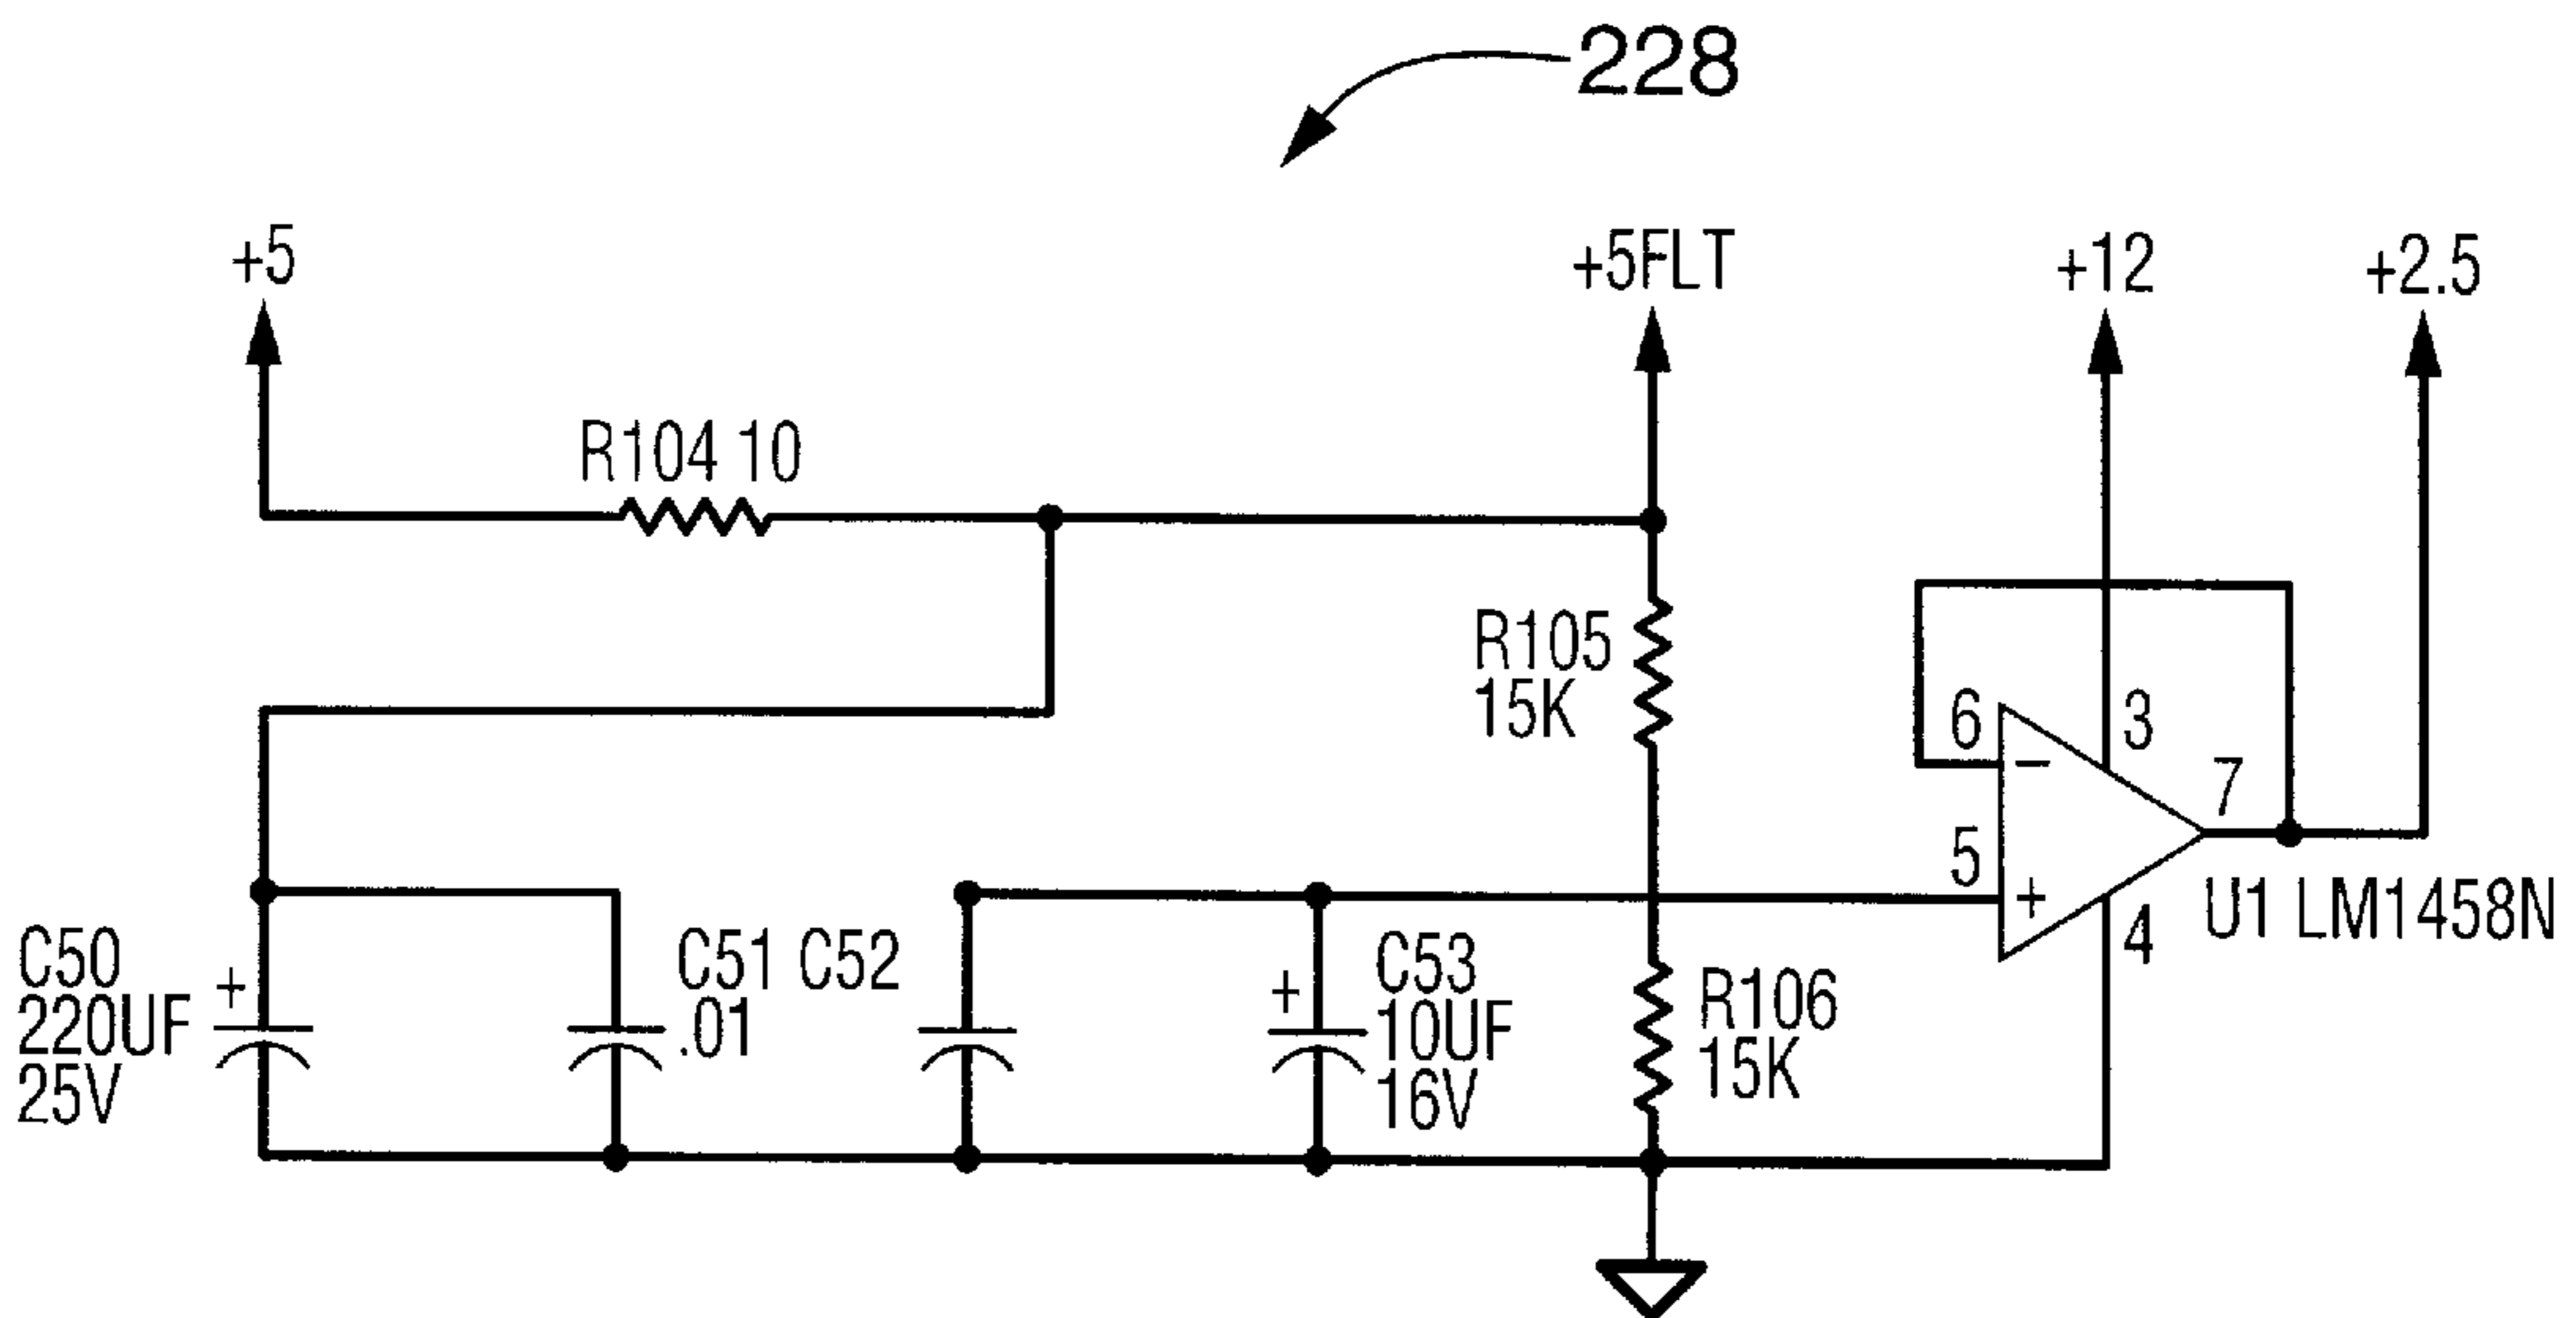 228
+5
+5FLT
+12
+2.5
R104 10
R105
15K
6
3
7
5
4
U1 LM1458N
C50
220UF
25V
+
C51 C52
.01
+
C53
10UF
16V
R106
15K
−
+